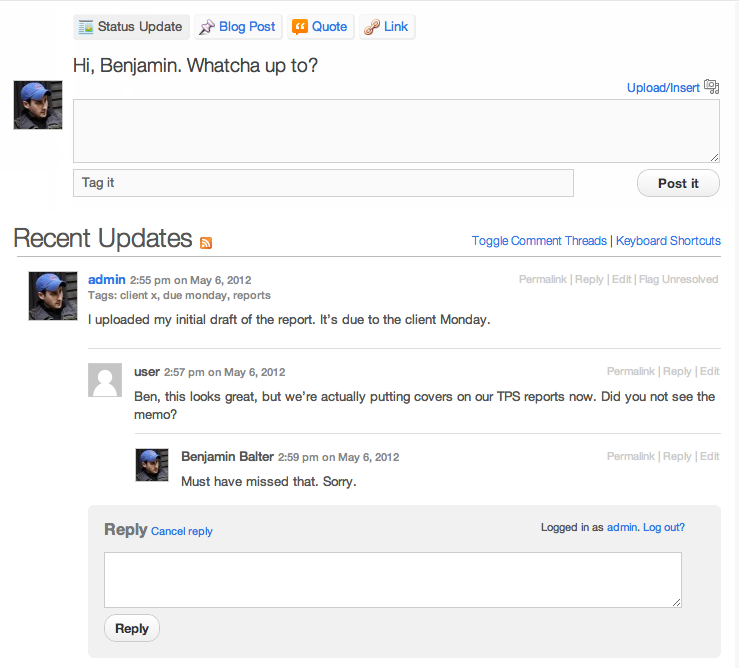 Status Update Blog Post Quote Link
Hi, Benjamin. Whatcha up to?
Upload/Insert
Tag it
Post it
Recent Updates
Toggle Comment Threads | Keyboard Shortcuts
admin 2:55 pm on May 6, 2012
Permalink | Reply | Edit | Flag Unresolved
Tags: client x, due monday, reports
I uploaded my initial draft of the report. It's due to the client Monday.
user 2:57 pm on May 6, 2012
Permalink | Reply | Edit
Ben, this looks great, but we're actually putting covers on our TPS reports now. Did you not see the
memo?
Benjamin Balter 2:59 pm on May 6, 2012
Permalink | Reply | Edit
Must have missed that. Sorry.
Reply Cancel reply
Logged in as admin. Log out?
Reply